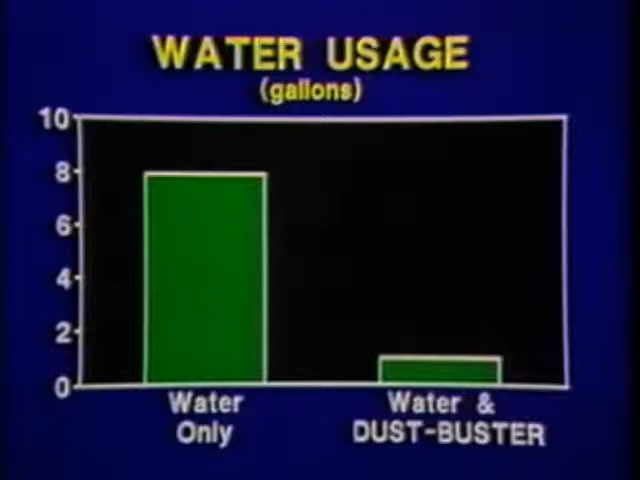 WATER USAGE
(gallons)
10
8
6
4
2
0
Water
Only
Water &
DUST-BUSTER